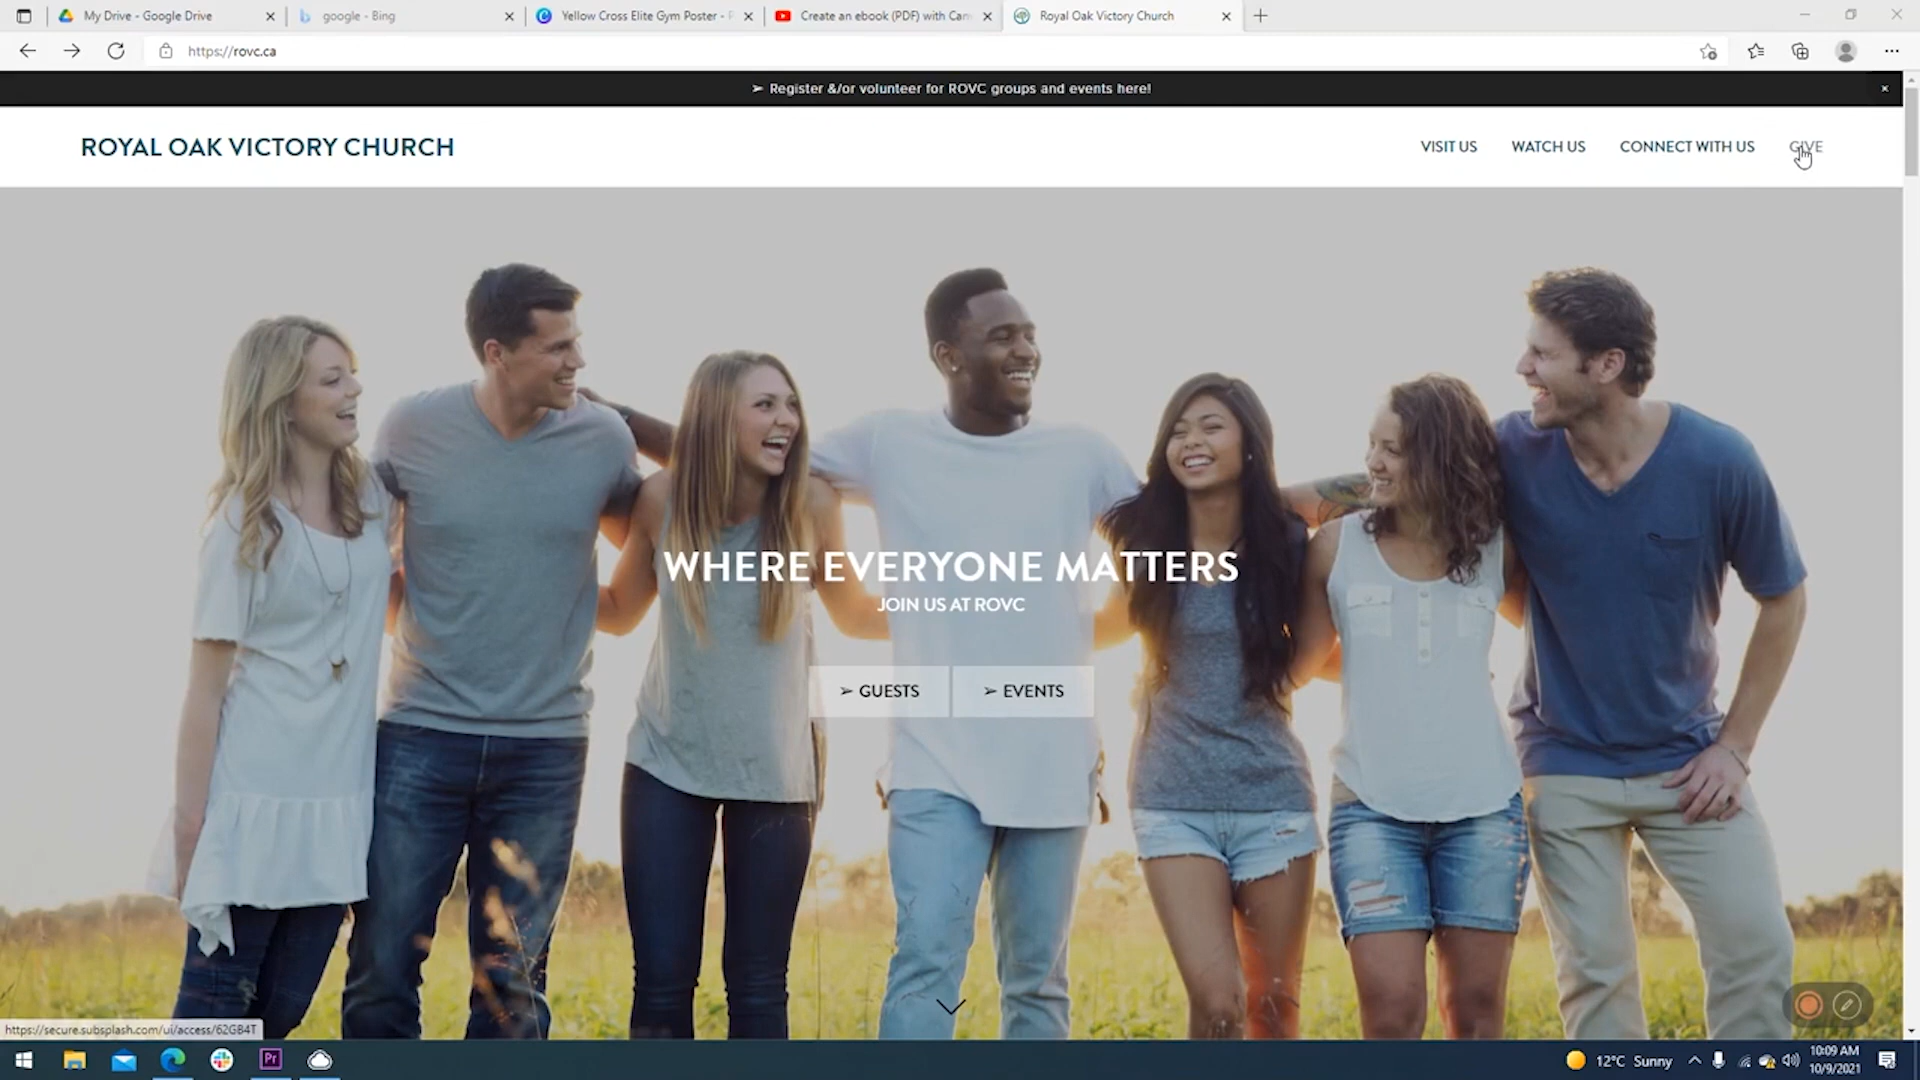 My Drive - Google Drive
google - Bing
Yellow Cross Elite Gym Poster -
Create an ebook (PDF) with Can
Royal Oak Victory Church
https://rovc.ca
➢ Register &/or volunteer for ROVC groups and events here!
ROYAL OAK VICTORY CHURCH
VISIT US
WATCH US
CONNECT WITH US
GIVE
WHERE EVERYONE MATTERS
JOIN US AT ROVC
➢ GUESTS
➢ EVENTS
https://secure.subsplash.com/ui/access/62GB4T
Pr
12°C Sunny
10:09 AM
10/9/2021